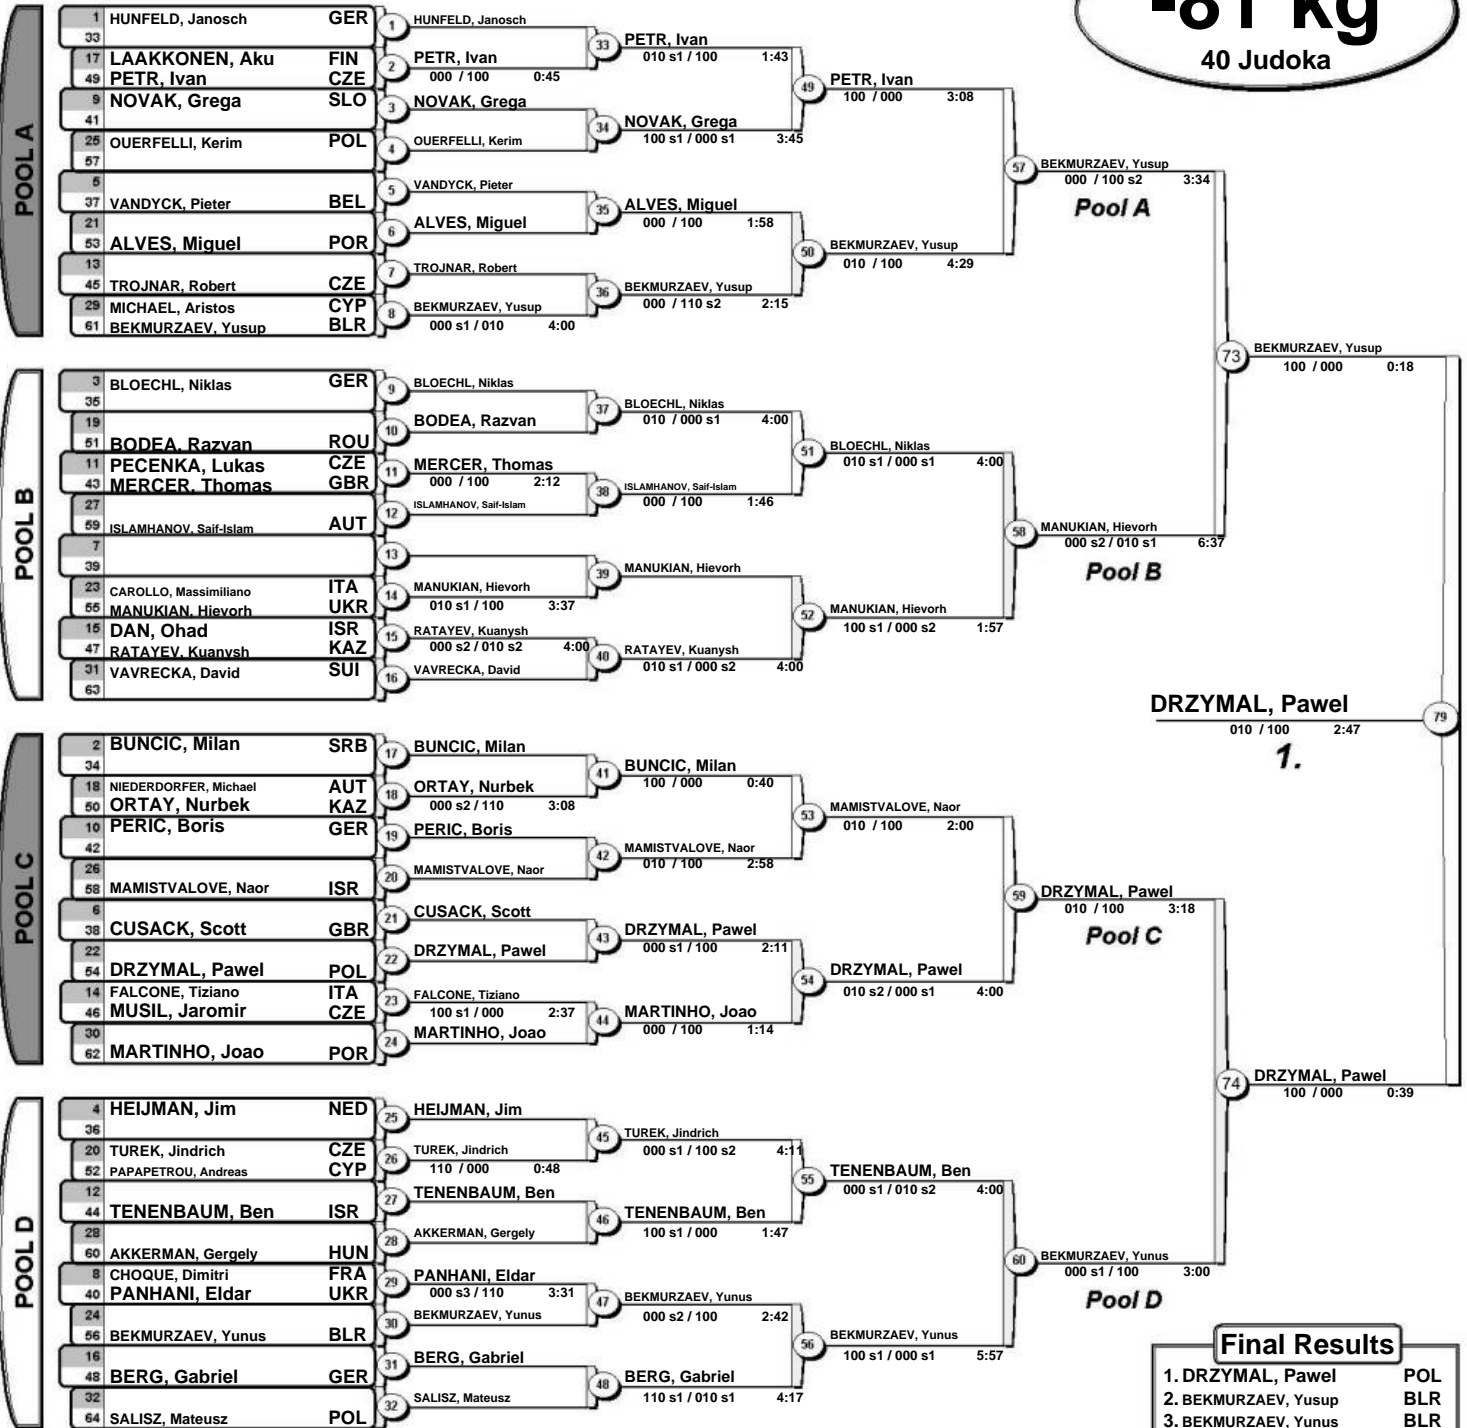 -81 kg
40 Judoka
POOL A
1 HUNFELD, Janosch GER
33
17 LAAKKONEN, Aku FIN
49 PETR, Ivan CZE
9 NOVAK, Grega SLO
41
25 OUERFELLI, Kerim POL
57
5
37 VANDYCK, Pieter BEL
21
53 ALVES, Miguel POR
13
45 TROJNAR, Robert CZE
29 MICHAEL, Aristos CYP
61 BEKMURZAEV, Yusup BLR
1 HUNFELD, Janosch
2 PETR, Ivan
000 / 100 0:45
3 NOVAK, Grega
4 OUERFELLI, Kerim
5 VANDYCK, Pieter
6 ALVES, Miguel
7 TROJNAR, Robert
8 BEKMURZAEV, Yusup
000 s1 / 010 4:00
33 PETR, Ivan
010 s1 / 100 1:43
34 NOVAK, Grega
100 s1 / 000 s1 3:45
35 ALVES, Miguel
000 / 100 1:58
36 BEKMURZAEV, Yusup
000 / 110 s2 2:15
49 PETR, Ivan
100 / 000 3:08
50 BEKMURZAEV, Yusup
010 / 100 4:29
57 BEKMURZAEV, Yusup
000 / 100 s2 3:34
Pool A
POOL B
3 BLOECHL, Niklas GER
35
19
51 BODEA, Razvan ROU
11 PECENKA, Lukas CZE
43 MERCER, Thomas GBR
27
59 ISLAMHANOV, Saif-Islam AUT
7
39
23 CAROLLO, Massimiliano ITA
55 MANUKIAN, Hievorh UKR
15 DAN, Ohad ISR
47 RATAYEV, Kuanysh KAZ
31 VAVRECKA, David SUI
63
9 BLOECHL, Niklas
10 BODEA, Razvan
11 MERCER, Thomas
000 / 100 2:12
12 ISLAMHANOV, Saif-Islam
13
14 MANUKIAN, Hievorh
010 s1 / 100 3:37
15 RATAYEV, Kuanysh
000 s2 / 010 s2 4:00
16 VAVRECKA, David
37 BLOECHL, Niklas
010 / 000 s1 4:00
38 ISLAMHANOV, Saif-Islam
000 / 100 1:46
39 MANUKIAN, Hievorh
40 RATAYEV, Kuanysh
010 s1 / 000 s2 4:00
51 BLOECHL, Niklas
010 s1 / 000 s1 4:00
52 MANUKIAN, Hievorh
100 s1 / 000 s2 1:57
58 MANUKIAN, Hievorh
000 s2 / 010 s1 6:37
Pool B
73 BEKMURZAEV, Yusup
100 / 000 0:18
DRZYMAL, Pawel 79
010 / 100 2:47
1.
POOL C
2 BUNCIC, Milan SRB
34
18 NIEDERDORFER, Michael AUT
50 ORTAY, Nurbek KAZ
10 PERIC, Boris GER
42
26
58 MAMISTVALOVE, Naor ISR
6
38 CUSACK, Scott GBR
22
54 DRZYMAL, Pawel POL
14 FALCONE, Tiziano ITA
46 MUSIL, Jaromir CZE
30
62 MARTINHO, Joao POR
17 BUNCIC, Milan
18 ORTAY, Nurbek
000 s2 / 110 3:08
19 PERIC, Boris
20 MAMISTVALOVE, Naor
21 CUSACK, Scott
22 DRZYMAL, Pawel
23 FALCONE, Tiziano
100 s1 / 000 2:37
24 MARTINHO, Joao
41 BUNCIC, Milan
100 / 000 0:40
42 MAMISTVALOVE, Naor
010 / 100 2:58
43 DRZYMAL, Pawel
000 s1 / 100 2:11
44 MARTINHO, Joao
000 / 100 1:14
53 MAMISTVALOVE, Naor
010 / 100 2:00
54 DRZYMAL, Pawel
010 s2 / 000 s1 4:00
59 DRZYMAL, Pawel
010 / 100 3:18
Pool C
74 DRZYMAL, Pawel
100 / 000 0:39
POOL D
4 HEIJMAN, Jim NED
36
20 TUREK, Jindrich CZE
52 PAPAPETROU, Andreas CYP
12
44 TENENBAUM, Ben ISR
28
60 AKKERMAN, Gergely HUN
8 CHOQUE, Dimitri FRA
40 PANHANI, Eldar UKR
24
56 BEKMURZAEV, Yunus BLR
16
48 BERG, Gabriel GER
32
64 SALISZ, Mateusz POL
25 HEIJMAN, Jim
26 TUREK, Jindrich
110 / 000 0:48
27 TENENBAUM, Ben
28 AKKERMAN, Gergely
29 PANHANI, Eldar
000 s3 / 110 3:31
30 BEKMURZAEV, Yunus
31 BERG, Gabriel
32 SALISZ, Mateusz
45 TUREK, Jindrich
000 s1 / 100 s2 4:11
46 TENENBAUM, Ben
100 s1 / 000 1:47
47 BEKMURZAEV, Yunus
000 s2 / 100 2:42
48 BERG, Gabriel
110 s1 / 010 s1 4:17
55 TENENBAUM, Ben
000 s1 / 010 s2 4:00
56 BEKMURZAEV, Yunus
100 s1 / 000 s1 5:57
60 BEKMURZAEV, Yunus
000 s1 / 100 3:00
Pool D
Final Results
1. DRZYMAL, Pawel POL
2. BEKMURZAEV, Yusup BLR
3. BEKMURZAEV, Yunus BLR